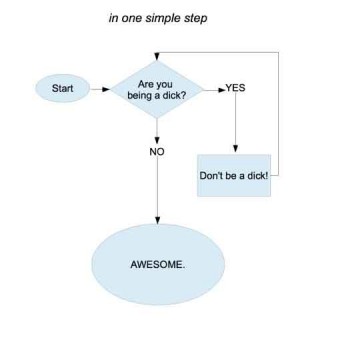 in one simple step
Start
Are you
being a dick?
YES
NO
Don't be a dick!
AWESOME.